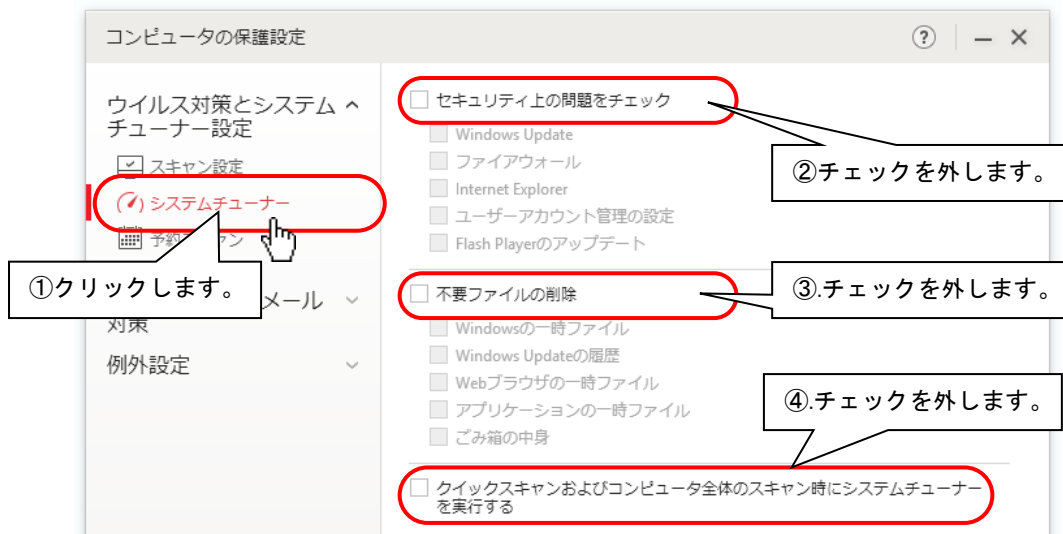 コンピュータの保護設定
ウイルス対策とシステム
チューナー設定
スキャン設定
システムチューナー
予約 ャン
①クリックします。
メール
対策
例外設定
セキュリティ上の問題をチェック
Windows Update
ファイアウォール
Internet Explorer
ユーザーアカウント管理の設定
Flash Playerのアップデート
②チェックを外します。
不要ファイルの削除
③.チェックを外します。
Windowsの一時ファイル
Windows Updateの履歴
Webブラウザの一時ファイル
アプリケーションの一時ファイル
ごみ箱の中身
④.チェックを外します。
クイックスキャンおよびコンピュータ全体のスキャン時にシステムチューナー
を実行する